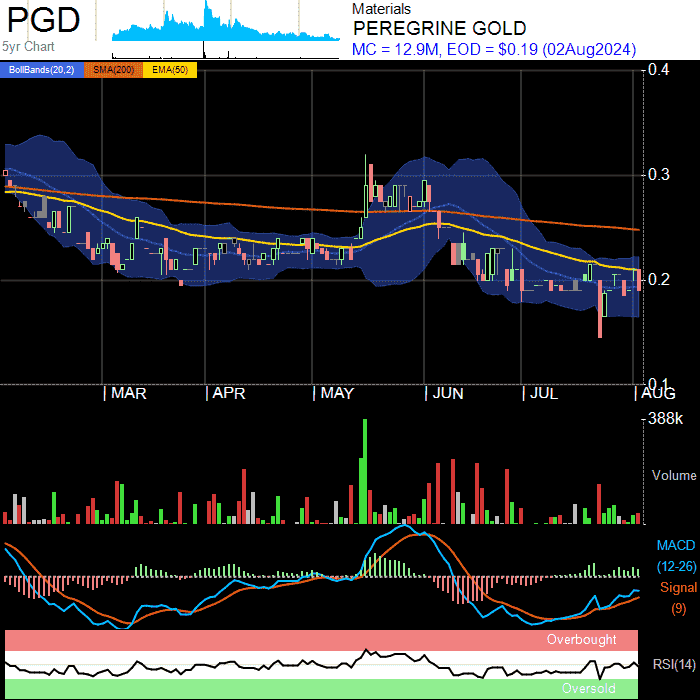 PGD
5yr Chart
Materials
PEREGRINE GOLD
MC = 12.9M, EOD = $0.19 (02Aug2024)
BollBands(20,2) SMA(200) EMA(50)
0.4
0.3
0.2
0.1
MAR APR MAY JUN JUL AUG
388k
Volume
MACD
(12-26)
Signal
(9)
Overbought
RSI(14)
Oversold